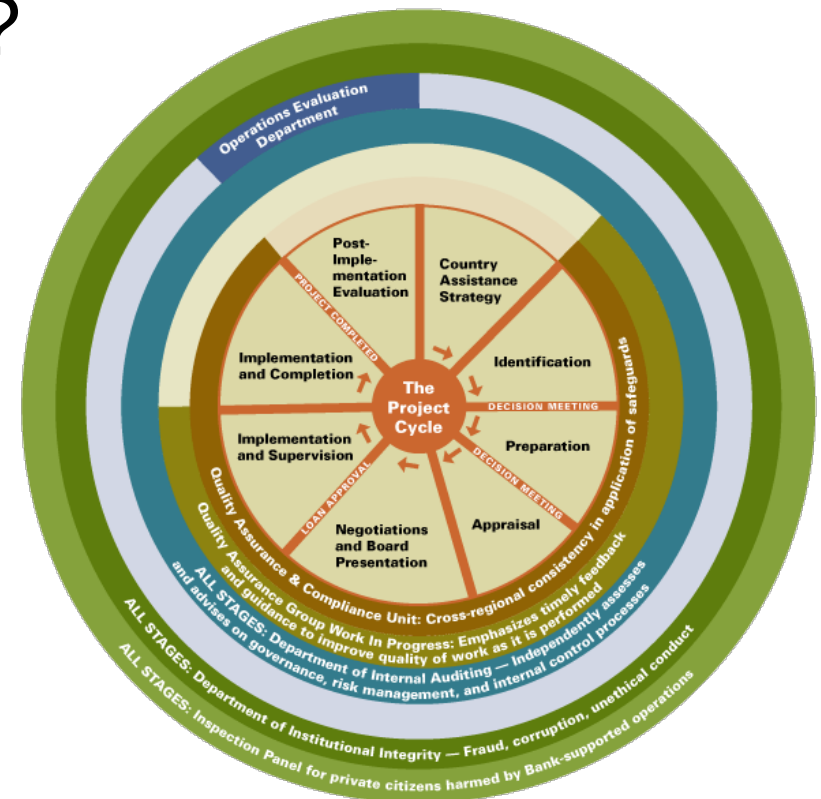 ?
Operations Evaluation
Department
Post-
Imple-
mentation
Evaluation
Country
Assistance
Strategy
PROJECT COMPLETED
Implementation
and Completion
Identification
The
Project
Cycle
DECISION MEETING
Implementation
and Supervision
Preparation
DECISION MEETING
LOAN APPROVAL
Appraisal
Negotiations
and Board
Presentation
Quality Assurance & Compliance Unit: Cross-regional consistency in application of safeguards
Quality Assurance Group Work In Progress: Emphasizes timely feedback
and guidance to improve quality of work as it is performed
ALL STAGES: Department of Internal Auditing — Independently assesses
and advises on governance, risk management, and internal control processes
ALL STAGES: Department of Institutional Integrity — Fraud, corruption, unethical conduct
ALL STAGES: Inspection Panel for private citizens harmed by Bank-supported operations